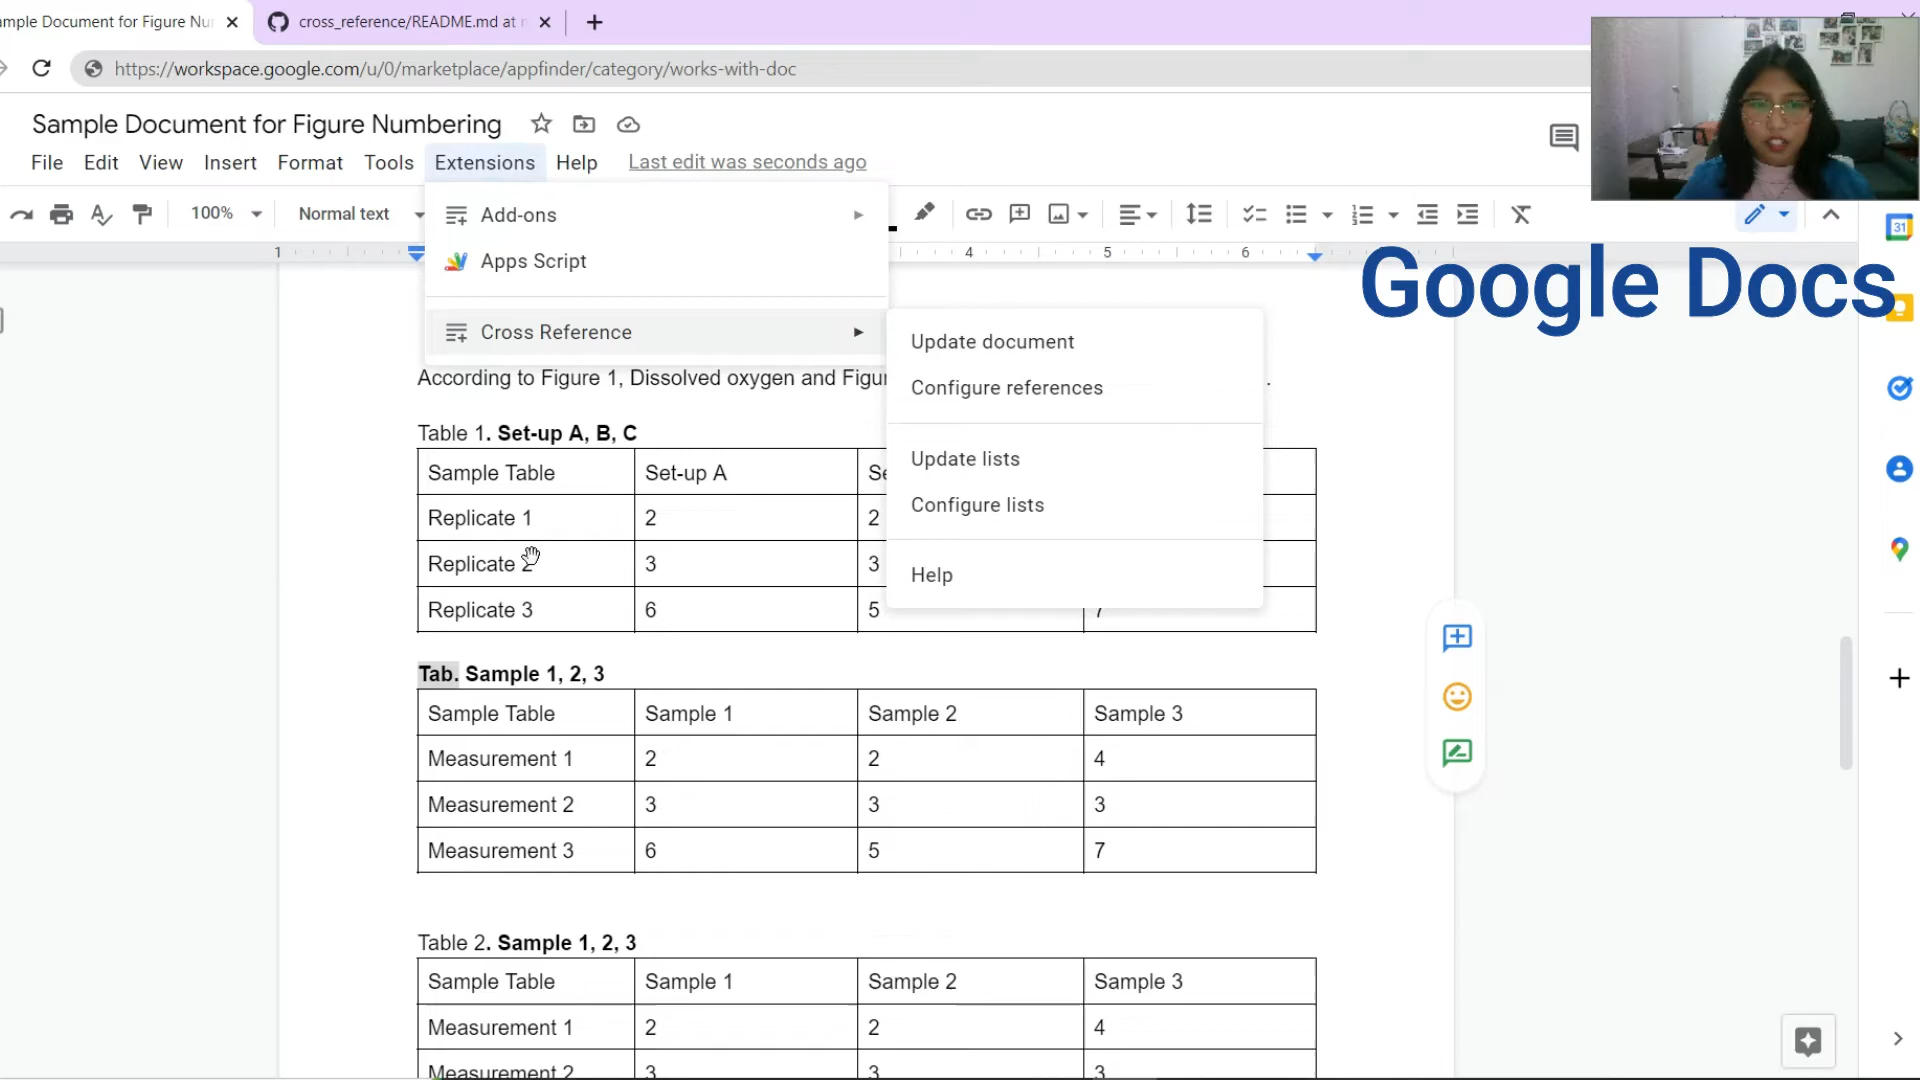 ample Document for Figure Nu
cross_reference/README.md at
https://workspace.google.com/u/0/marketplace/appfinder/category/works-with-doc
Sample Document for Figure Numbering
File Edit View Insert Format Tools Extensions Help Last edit was seconds ago
100% Normal text
Add-ons
Apps Script
Cross Reference
Update document
Configure references
Update lists
Configure lists
Help
1 4 5 6
Google Docs
31
According to Figure 1, Dissolved oxygen and Figu .
Table 1. Set-up A, B, C
Sample Table Set-up A Se
Replicate 1 2 2
Replicate 2 3 3
Replicate 3 6 5 7
Tab. Sample 1, 2, 3
Sample Table Sample 1 Sample 2 Sample 3
Measurement 1 2 2 4
Measurement 2 3 3 3
Measurement 3 6 5 7
Table 2. Sample 1, 2, 3
Sample Table Sample 1 Sample 2 Sample 3
Measurement 1 2 2 4
Measurement 2 3 3 3